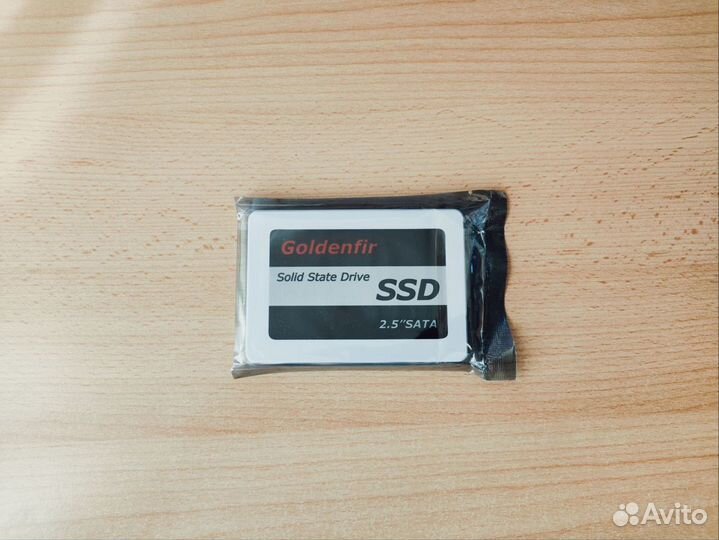 Goldenfir
Solid State Drive
SSD
2.5"SATA
Avito